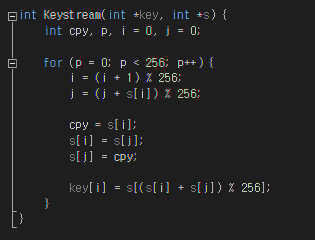 int Keystream(int *key, int *s) {
    int cpy, p, i = 0, j = 0;

    for (p = 0; p < 256; p++) {
        i = (i + 1) % 256;
        j = (j + s[i]) % 256;

        cpy = s[i];
        s[i] = s[j];
        s[j] = cpy;

        key[i] = s[(s[i] + s[j]) % 256];
    }
}